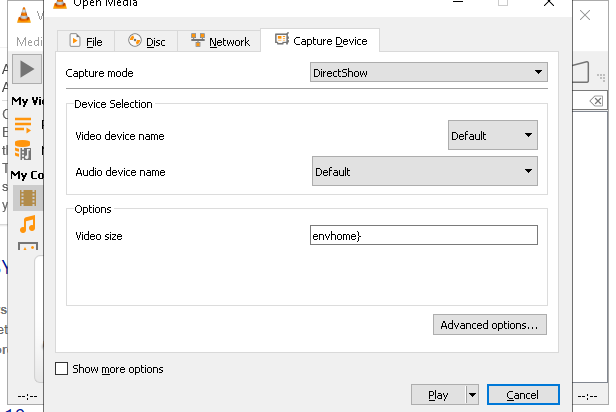 Open Media
Medi
File
Disc
Network
Capture Device
Capture mode
DirectShow
My Vi
Device Selection
Video device name
Default
Audio device name
Default
My Co
Options
Video size
envhome}
Advanced options...
Show more options
Play
Cancel
--:--
--:--